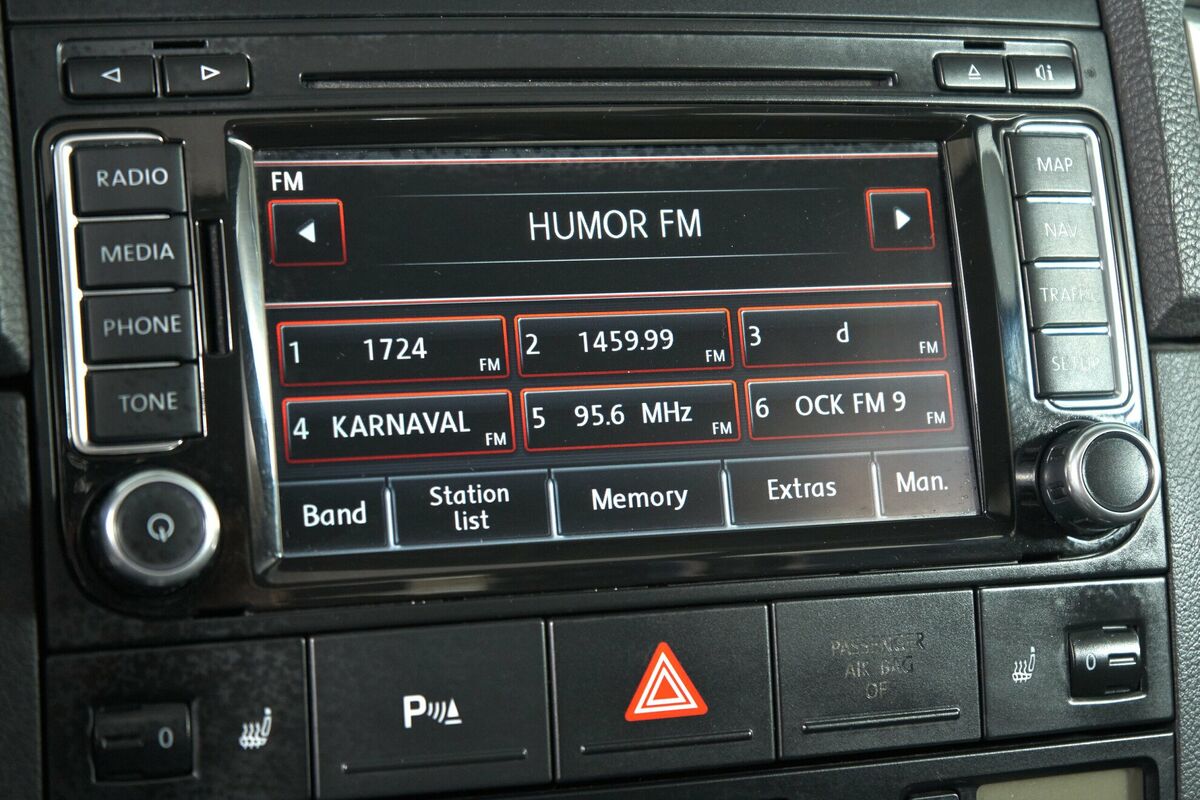 RADIO
MEDIA
PHONE
TONE
FM
HUMOR FM
1 1724 FM
2 1459.99 FM
3 d FM
4 KARNAVAL FM
5 95.6 MHz FM
6 OCK FM 9 FM
Band
Station
list
Memory
Extras
Man.
MAP
NAV
TRAFFIC
SETUP
i
0
P
PASSENGER
AIR BAG
OF
0